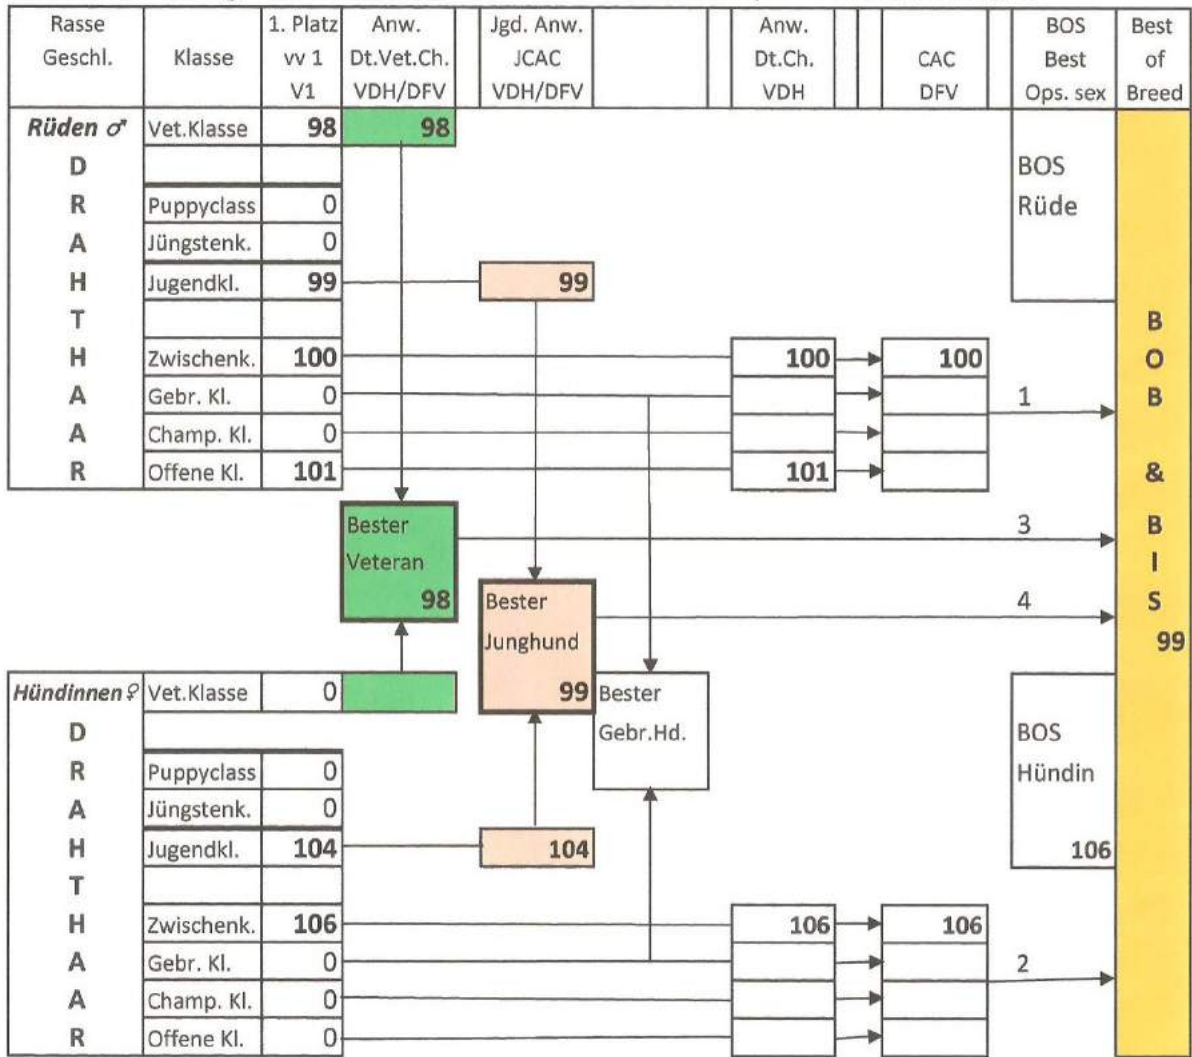 Rasse 1. Platz Anw. Jgd. Anw. Anw. BOS Best
Geschl. Klasse vv 1 Dt.Vet.Ch. JCAC Dt.Ch. CAC Best of
V1 VDH/DFV VDH/DFV VDH DFV Ops. sex Breed
Rüden ♂ Vet.Klasse 98 98
D BOS
R Puppyclass 0 Rüde
A Jüngstenk. 0
H Jugendkl. 99 99
T B
H Zwischenk. 100 100 100 O
A Gebr. Kl. 0 1 B
A Champ. Kl. 0
R Offene Kl. 101 101 &
Bester 3 B
Veteran I
98 Bester 4 S
Junghund 99
Hündinnen ♀ Vet.Klasse 0 99 Bester
D Gebr.Hd. BOS
R Puppyclass 0 Hündin
A Jüngstenk. 0
H Jugendkl. 104 104 106
T
H Zwischenk. 106 106 106
A Gebr. Kl. 0 2
A Champ. Kl. 0
R Offene Kl. 0